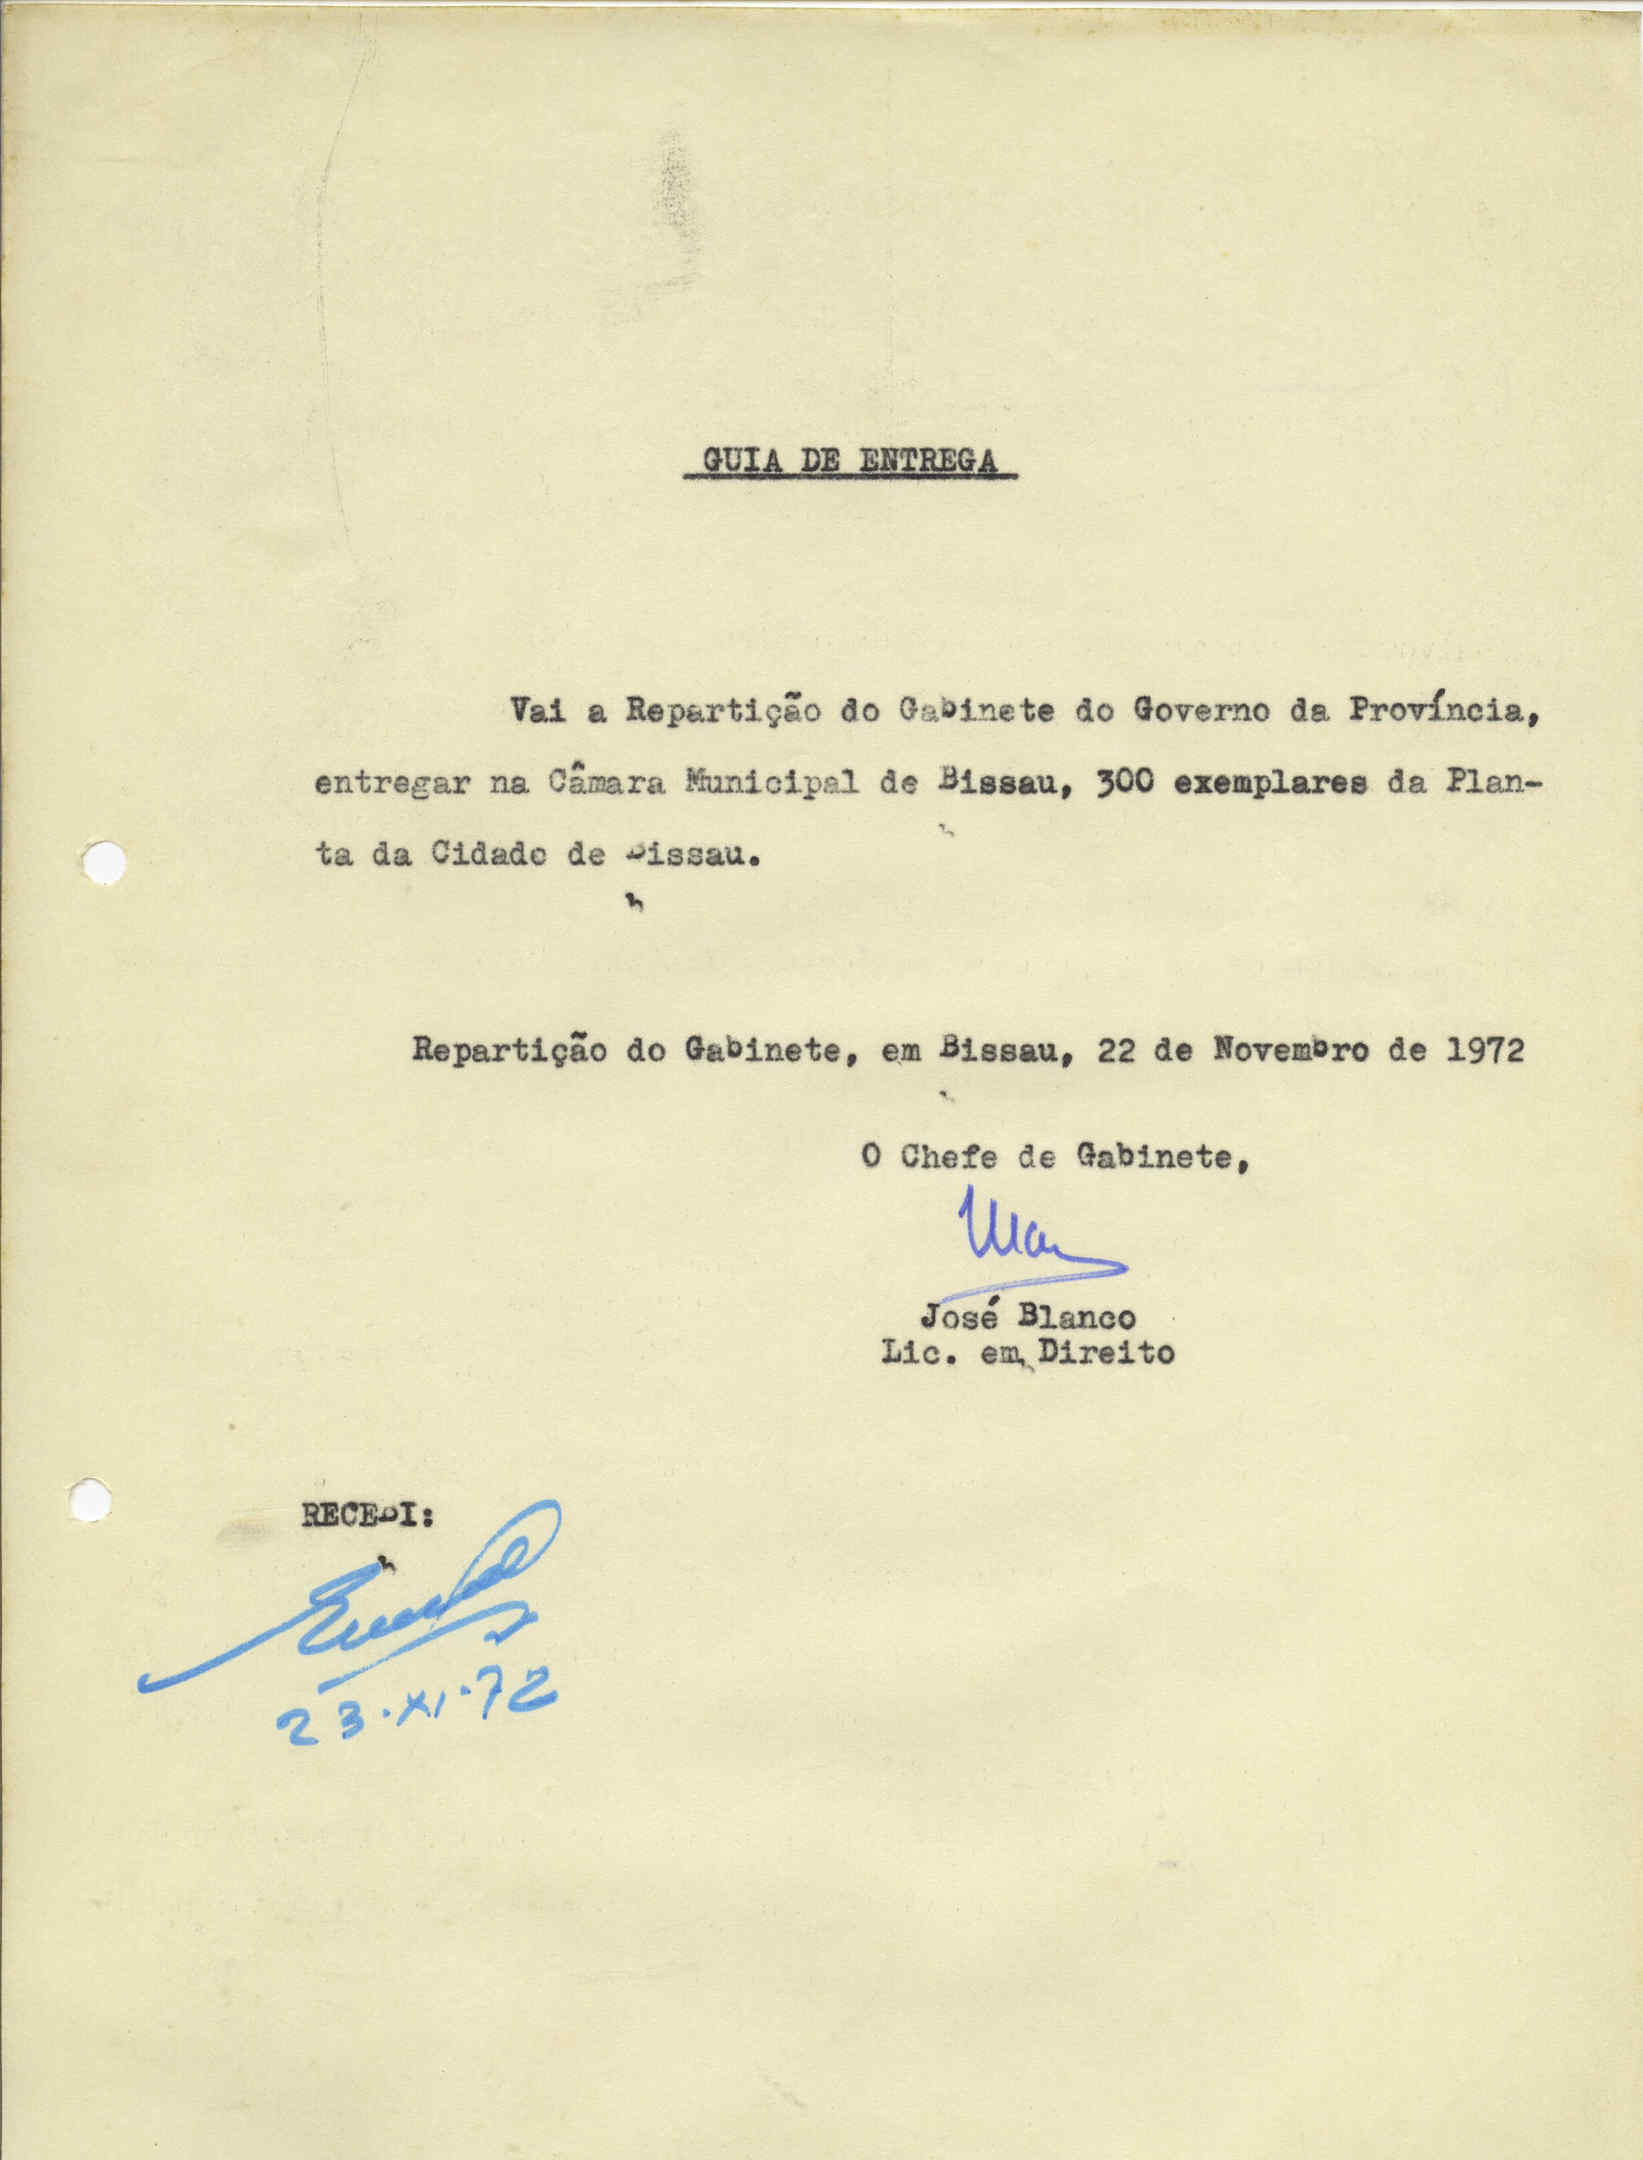 GUIA DE ENTREGA
Vai a Repartição do Gabinete do Governo da Província,
entregar na Câmara Municipal de Bissau, 300 exemplares da Plan-
ta da Cidade de Bissau.
Repartição do Gabinete, em Bissau, 22 de Novembro de 1972
O Chefe de Gabinete,
José Blanco
Lic. em Direito
RECEBI:
23.XI.72